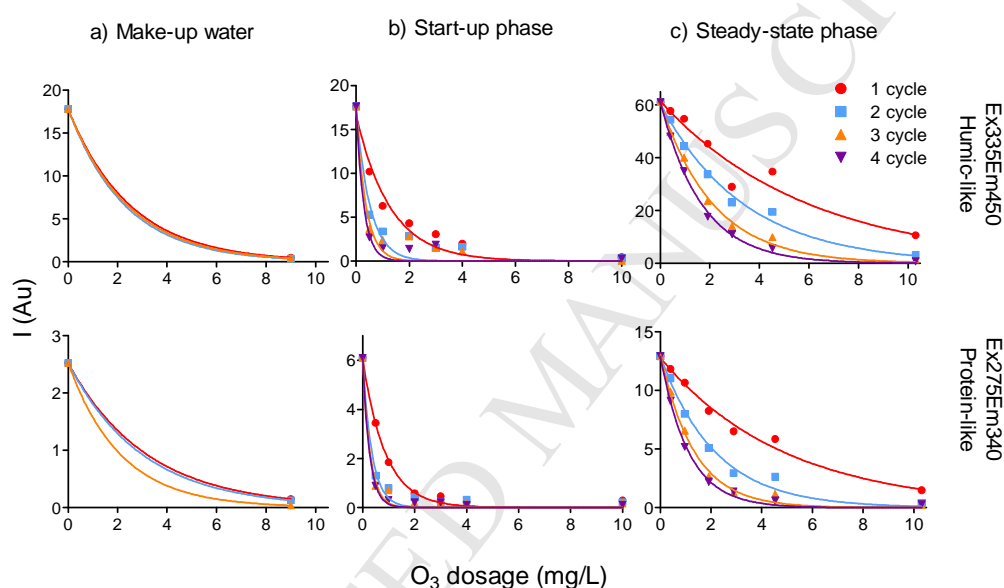 a) Make-up water
b) Start-up phase
c) Steady-state phase
20
15
10
5
0
0 2 4 6 8 10
20
15
10
5
0
0 2 4 6 8 10
60
40
20
0
0 2 4 6 8 10
1 cycle
2 cycle
3 cycle
4 cycle
Ex335Em450
Humic-like
I (Au)
3
2
1
0
0 2 4 6 8 10
6
4
2
0
0 2 4 6 8 10
15
10
5
0
0 2 4 6 8 10
Ex275Em340
Protein-like
O3 dosage (mg/L)
TED MANUSCRI